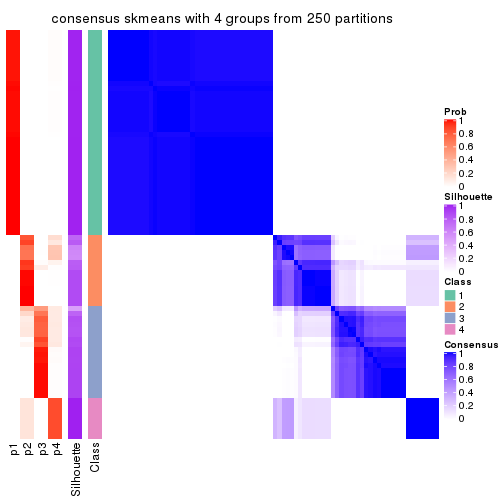 consensus skmeans with 4 groups from 250 partitions
Prob
1
0.8
0.6
0.4
0.2
0
Silhouette
1
0.8
0.6
0.4
0.2
0
Class
1
2
3
4
Consensus
1
0.8
0.6
0.4
0.2
0
p1
p2
p3
p4
Silhouette
Class